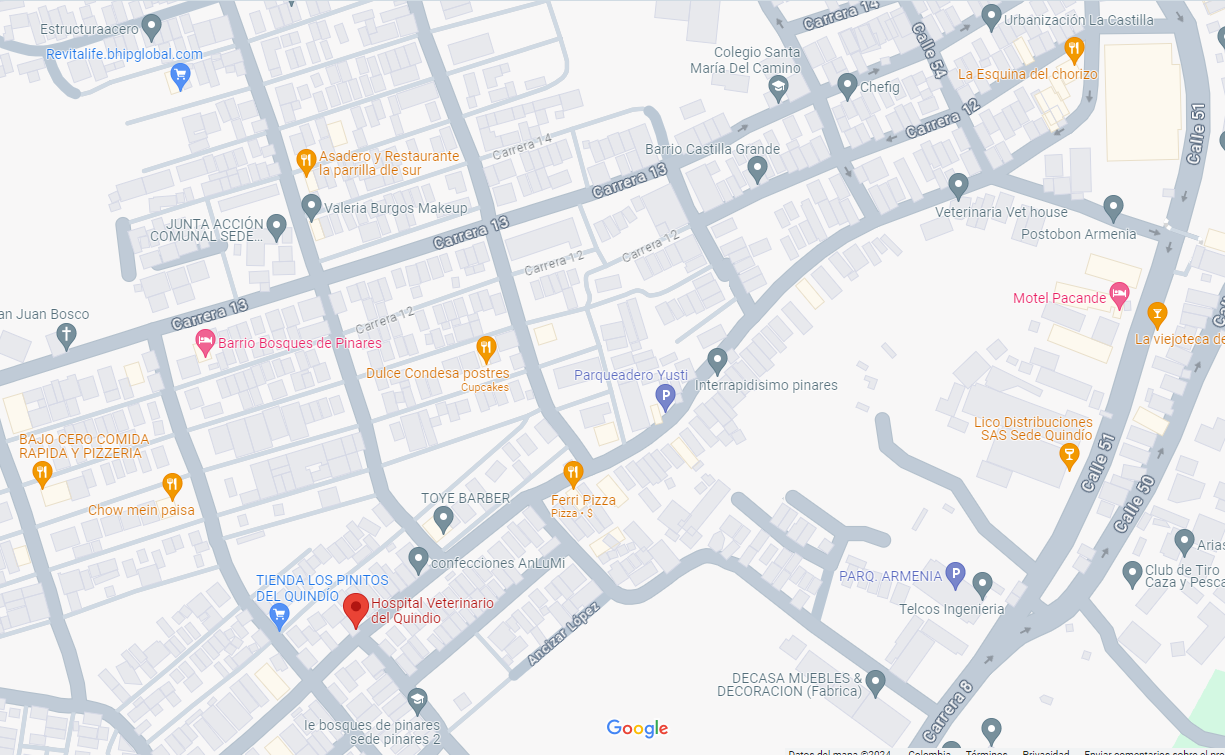 Carrera 14
Estructuraacero
Urbanización La Castilla
Calle 54
Revitalife.bhipglobal.com
Colegio Santa
María Del Camino
La Esquina del chorizo
Chefig
Carrera 12
Calle 51
Carrera 14
Barrio Castilla Grande
Asadero y Restaurante
la parrilla dle sur
Carrera 13
Valeria Burgos Makeup
Veterinaria Vet house
JUNTA ACCIÓN
COMUNAL SEDE...
Carrera 13
Postobon Armenia
Carrera 12
Carrera 12
Motel Pacande
Carrera 13
an Juan Bosco
Carrera 12
La viejoteca de
Barrio Bosques de Pinares
Dulce Condesa postres
Cupcakes
Parqueadero Yusti
Interrapidisimo pinares
BAJO CERO COMIDA
RAPIDA Y PIZZERIA
Lico Distribuciones
SAS Sede Quindío
Calle 51
Chow mein paisa
TOYE BARBER
Ferri Pizza
Pizza • $
Calle 50
confecciones AnLuMi
Arias
TIENDA LOS PINITOS
DEL QUINDIO
PARQ. ARMENIA
Club de Tiro
Caza y Pesca
Hospital Veterinario
del Quindio
Telcos Ingenieria
Ancizar López
DECASA MUEBLES &
DECORACION (Fabrica)
Carrera 8
Ie bosques de pinares
sede pinares 2
Google
Datos del mapa ©2024 Colombia Términos Privacidad Enviar comentarios sobre el pro